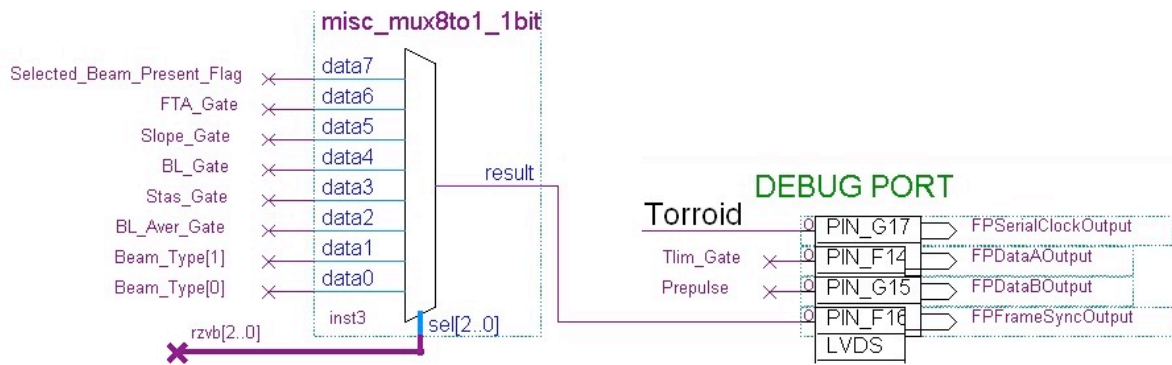 misc_mux8to1_1bit
Selected_Beam_Present_Flag data7
FTA_Gate data6
Slope_Gate data5
BL_Gate data4
Stas_Gate data3
BL_Aver_Gate data2
Beam_Type[1] data1
Beam_Type[0] data0
result
inst3
sel[2..0]
rzvb[2..0]
DEBUG PORT
Torroid PIN_G17 FPSerialClockOutput
Tlim_Gate PIN_F14 FPDataAOutput
Prepulse PIN_G15 FPDataBOutput
PIN_F16 FPFrameSyncOutput
LVDS